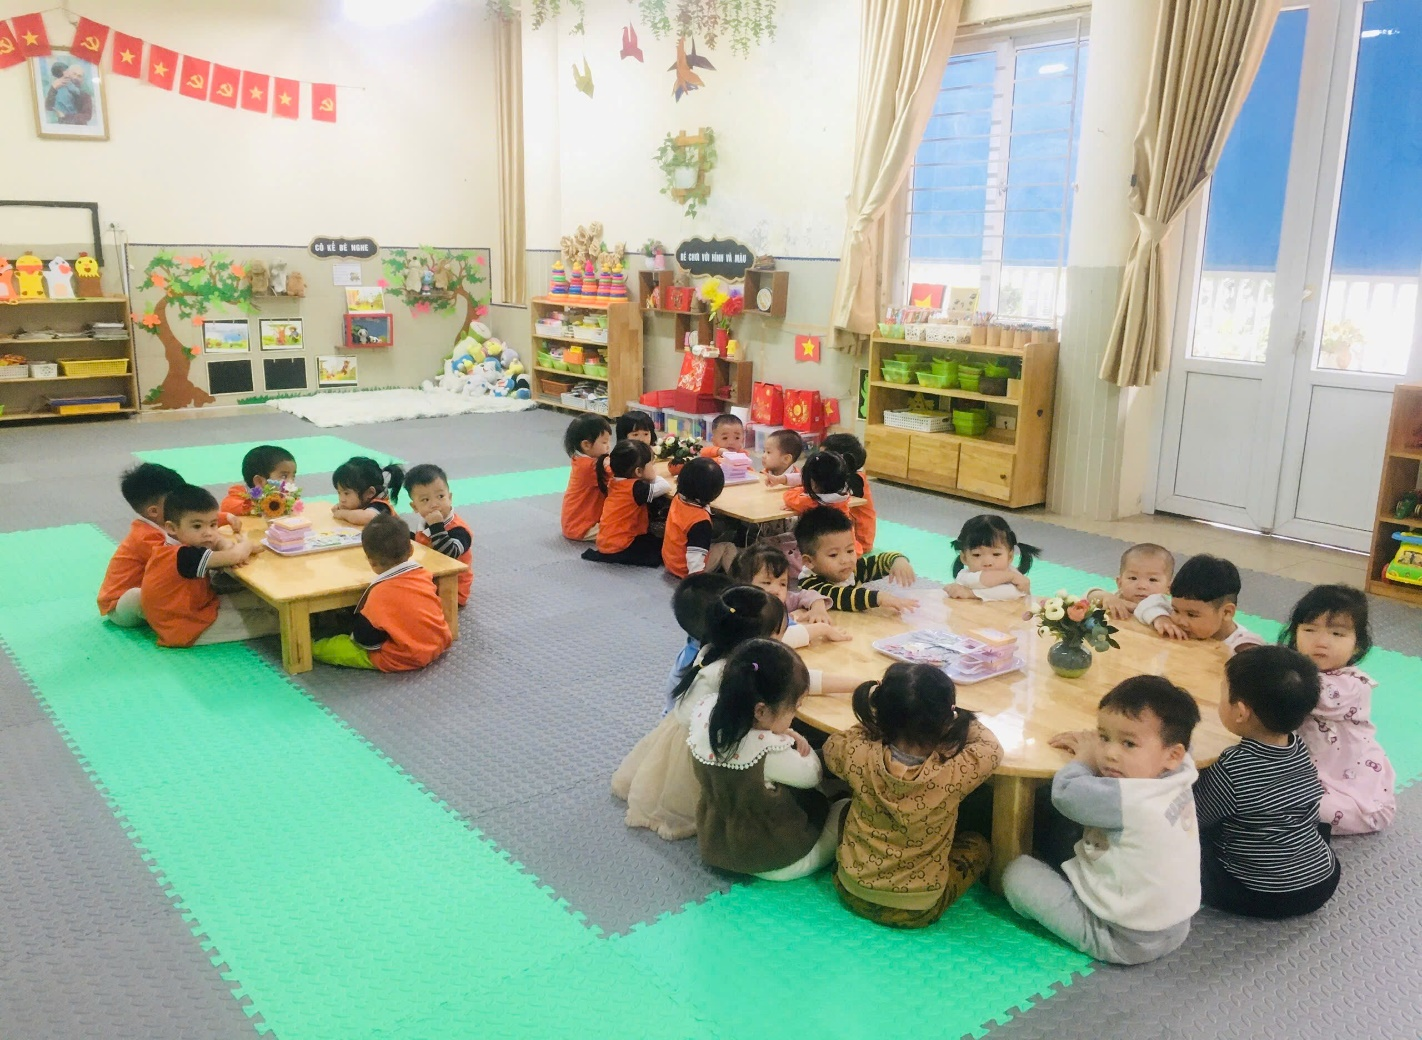 CÔ KỂ BÉ NGHE
BÉ CHƠI VỚI HÌNH VÀ MÀU